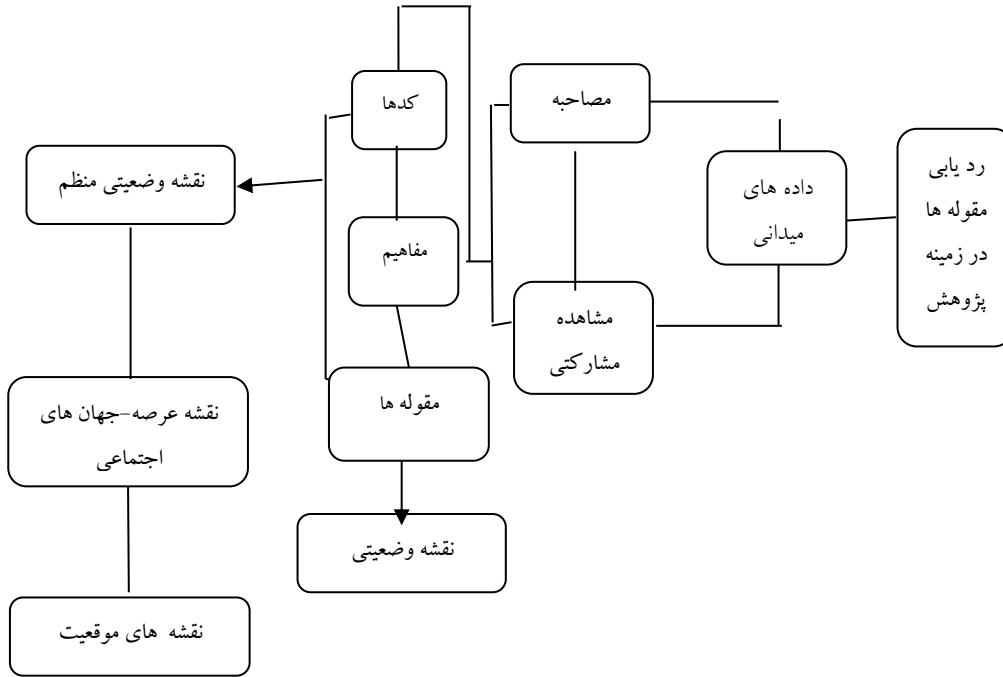 رد یابی
مقوله ها
در زمینه
پژوهش
داده های
میدانی
مصاحبه
مشاهده
مشارکتی
کدها
مفاهیم
مقوله ها
نقشه وضعیتی
نقشه وضعیتی منظم
نقشه عرصه-جهان های
اجتماعی
نقشه های موقعیت